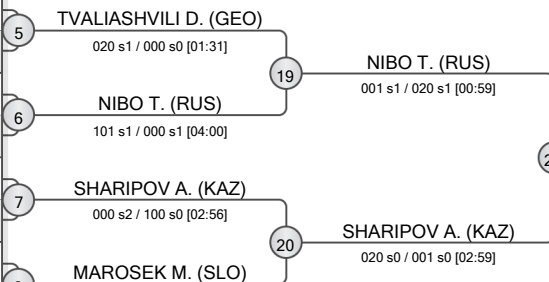 5
TVALIASHVILI D. (GEO)
020 s1 / 000 s0 [01:31]
19
NIBO T. (RUS)
001 s1 / 020 s1 [00:59]
6
NIBO T. (RUS)
101 s1 / 000 s1 [04:00]
7
SHARIPOV A. (KAZ)
000 s2 / 100 s0 [02:56]
20
SHARIPOV A. (KAZ)
020 s0 / 001 s0 [02:59]
MAROSEK M. (SLO)